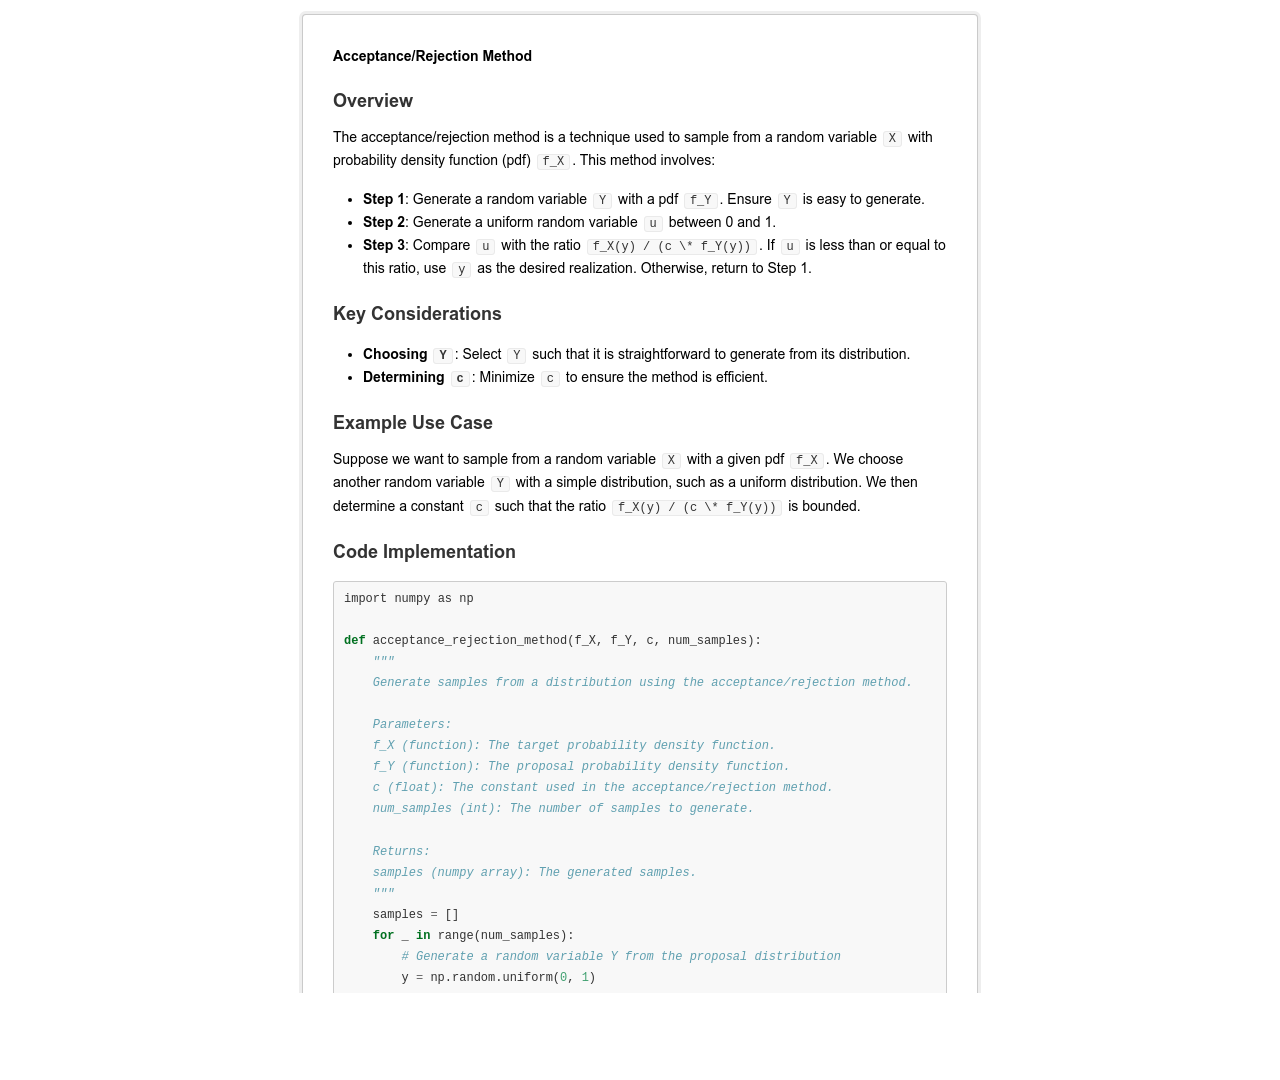 Acceptance/Rejection Method
Overview
The acceptance/rejection method is a technique used to sample from a random variable X with
probability density function (pdf) f_X. This method involves:
• Step 1: Generate a random variable Y with a pdf f_Y. Ensure Y is easy to generate.
• Step 2: Generate a uniform random variable u between 0 and 1.
• Step 3: Compare u with the ratio f_X(y) / (c \* f_Y(y)). If u is less than or equal to
this ratio, use y as the desired realization. Otherwise, return to Step 1.
Key Considerations
• Choosing Y: Select Y such that it is straightforward to generate from its distribution.
• Determining c: Minimize c to ensure the method is efficient.
Example Use Case
Suppose we want to sample from a random variable X with a given pdf f_X. We choose
another random variable Y with a simple distribution, such as a uniform distribution. We then
determine a constant c such that the ratio f_X(y) / (c \* f_Y(y)) is bounded.
Code Implementation
import numpy as np
def acceptance_rejection_method(f_X, f_Y, c, num_samples):
    """
    Generate samples from a distribution using the acceptance/rejection method.
    Parameters:
    f_X (function): The target probability density function.
    f_Y (function): The proposal probability density function.
    c (float): The constant used in the acceptance/rejection method.
    num_samples (int): The number of samples to generate.
    Returns:
    samples (numpy array): The generated samples.
    """
    samples = []
    for _ in range(num_samples):
        # Generate a random variable Y from the proposal distribution
        y = np.random.uniform(0, 1)